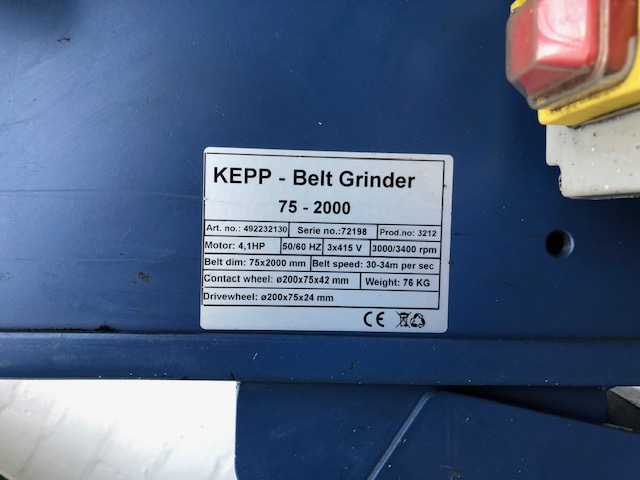 KEPP - Belt Grinder
75 - 2000
Art. no.: 492232130 Serie no.:72198 Prod.no: 3212
Motor: 4,1HP 50/60 HZ 3x415 V 3000/3400 rpm
Belt dim: 75x2000 mm Belt speed: 30-34m per sec
Contact wheel: ø200x75x42 mm Weight: 76 KG
Drivewheel: ø200x75x24 mm
CE